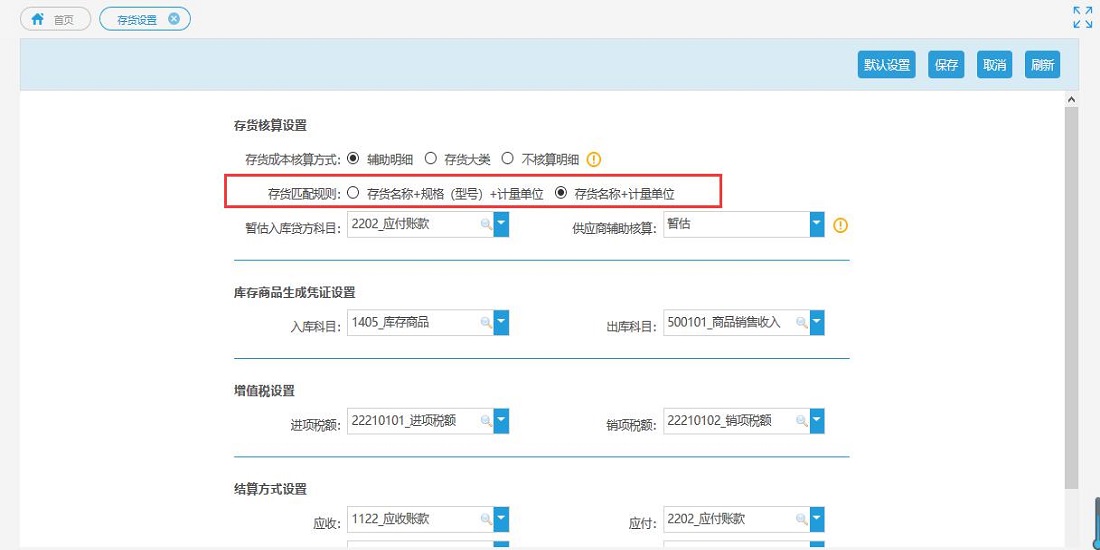 首页 存货设置
默认设置 保存 取消 刷新
存货核算设置
存货成本核算方式: 辅助明细 存货大类 不核算明细
存货匹配规则: 存货名称+规格（型号）+计量单位 存货名称+计量单位
暂估入库贷方科目: 2202_应付账款 供应商辅助核算: 暂估
库存商品生成凭证设置
入库科目: 1405_库存商品 出库科目: 500101_商品销售收入
增值税设置
进项税额: 22210101_进项税额 销项税额: 22210102_销项税额
结算方式设置
应收: 1122_应收账款 应付: 2202_应付账款